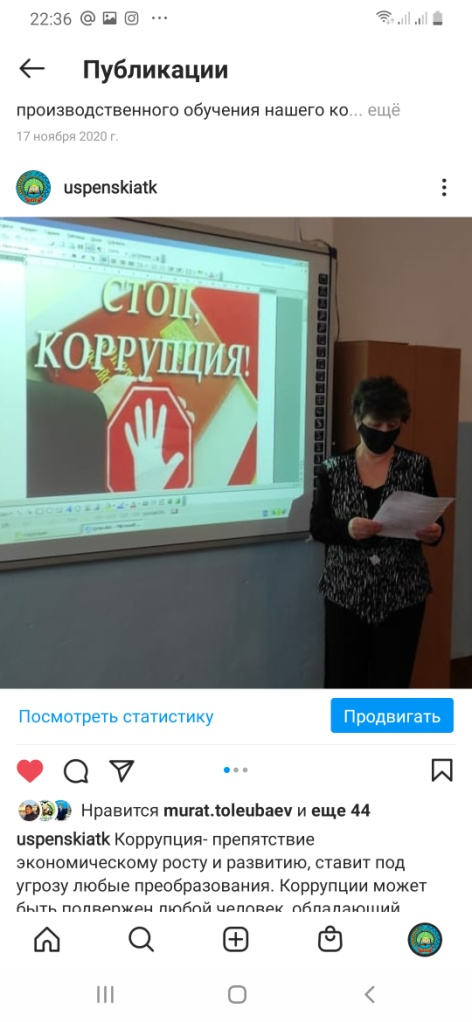 22:36
Публикации
производственного обучения нашего ко... ещё
17 ноября 2020 г.
uspenskiatk
СТОП,
КОРРУПЦИЯ!
Посмотреть статистику
Продвигать
Нравится murat.toleubaev и еще 44
uspenskiatk Коррупция- препятствие
экономическому росту и развитию, ставит под
угрозу любые преобразования. Коррупции может
быть подвержен любой человек, обладающий